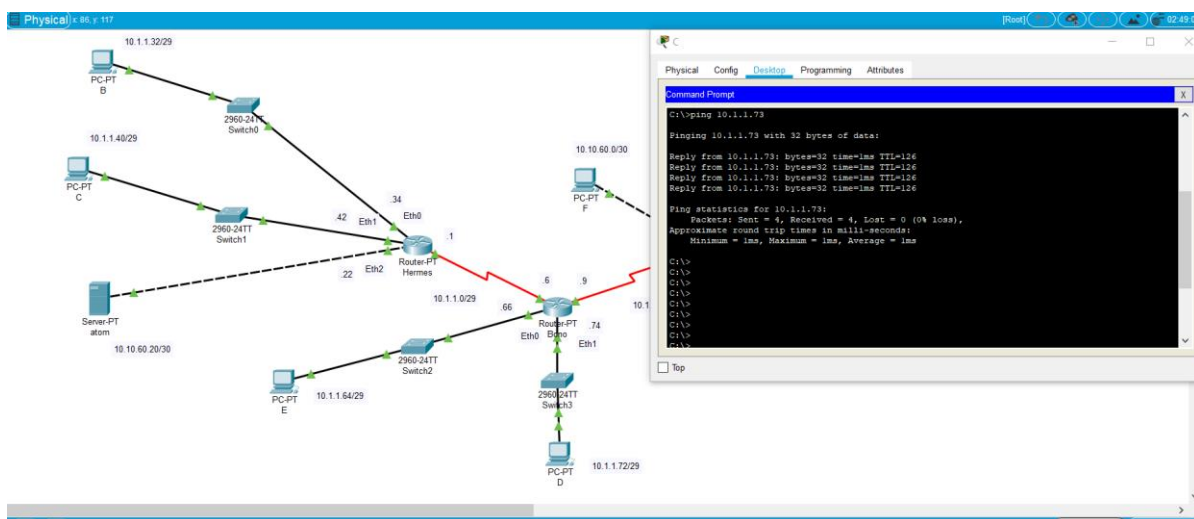 Physical x: 86, y: 117
[Root]
02:49:0
10.1.1.32/29
PC-PT
B
2960-24TT
Switch0
10.1.1.40/29
PC-PT
C
2960-24TT
Switch1
.34
.42
Eth1
Eth0
.1
Eth2
.22
Router-PT
Hermes
Server-PT
atom
10.10.60.20/30
10.1.1.0/29
.6
.9
.66
Router-PT
Bono
.74
Eth0
Eth1
10.1
2960-24TT
Switch2
PC-PT
E
10.1.1.64/29
2960-24TT
Switch3
PC-PT
D
10.1.1.72/29
10.10.60.0/30
PC-PT
F
C
Physical Config Desktop Programming Attributes
Command Prompt
X
C:\>ping 10.1.1.73
Pinging 10.1.1.73 with 32 bytes of data:
Reply from 10.1.1.73: bytes=32 time=1ms TTL=126
Reply from 10.1.1.73: bytes=32 time=1ms TTL=126
Reply from 10.1.1.73: bytes=32 time=1ms TTL=126
Reply from 10.1.1.73: bytes=32 time=1ms TTL=126
Ping statistics for 10.1.1.73:
Packets: Sent = 4, Received = 4, Lost = 0 (0% loss),
Approximate round trip times in milli-seconds:
Minimum = 1ms, Maximum = 1ms, Average = 1ms
C:\>
C:\>
C:\>
C:\>
C:\>
C:\>
C:\>
C:\>
C:\>
Top